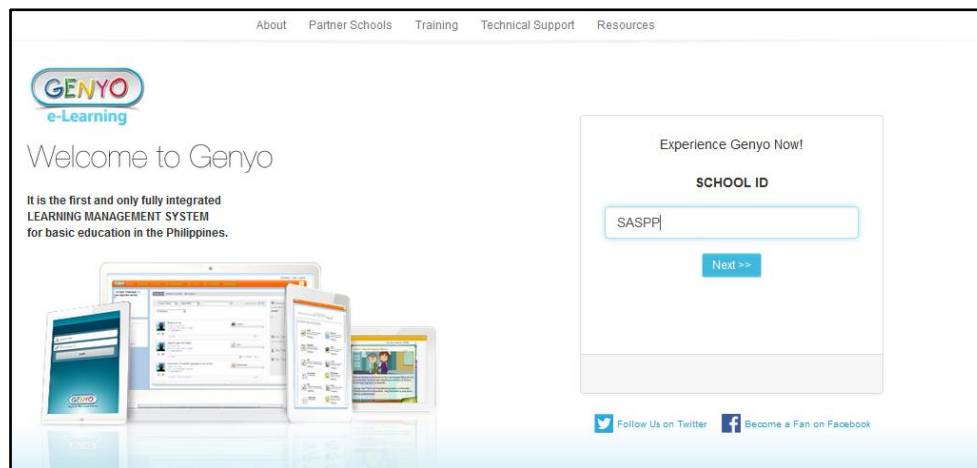 About Partner Schools Training Technical Support Resources
GENYO
e-Learning
Welcome to Genyo
It is the first and only fully integrated
LEARNING MANAGEMENT SYSTEM
for basic education in the Philippines.
Experience Genyo Now!
SCHOOL ID
SASPP
Next >>
GENYO
Follow Us on Twitter Become a Fan on Facebook